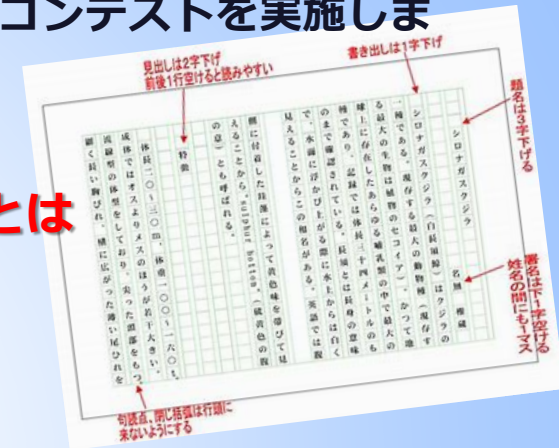 コンテストを実施しま
とは
見出しは2字下げ
前後1行空けると読みやすい
書き出しは1字下げ
題名は3字下げる
署名は下1字空ける
姓名の間にも1マス
シロナガスクジラ
名無 権蔵
シロナガスクジラ（白長須鯨）はクジラの
一種である。現存する最大の動物種（現存す
る最大の生物は植物のセコイア）、かつて地
球上に存在したあらゆる哺乳類の中で最大の
種であり、記録では体長三十四メートルのも
のまで確認されている。長須とは長身の意味
で、水面に浮かび上がる際に水上からは白く
見えることからこの和名がある。英語では腹
側に付着した珪藻によって黄色味を帯びて見
えることから、"sulphur bottom"（硫黄色の腹
の意）とも呼ばれる。
特徴
体長二〇～三〇m、体重一〇〇～一六〇t。
成体ではオスよりメスのほうが若干大きい。
流線型の体型をしており、尖った頭部をもつ。
細く長い胸びれ、横に広がった薄い尾ひれを
句読点、閉じ括弧は行頭に
来ないようにする